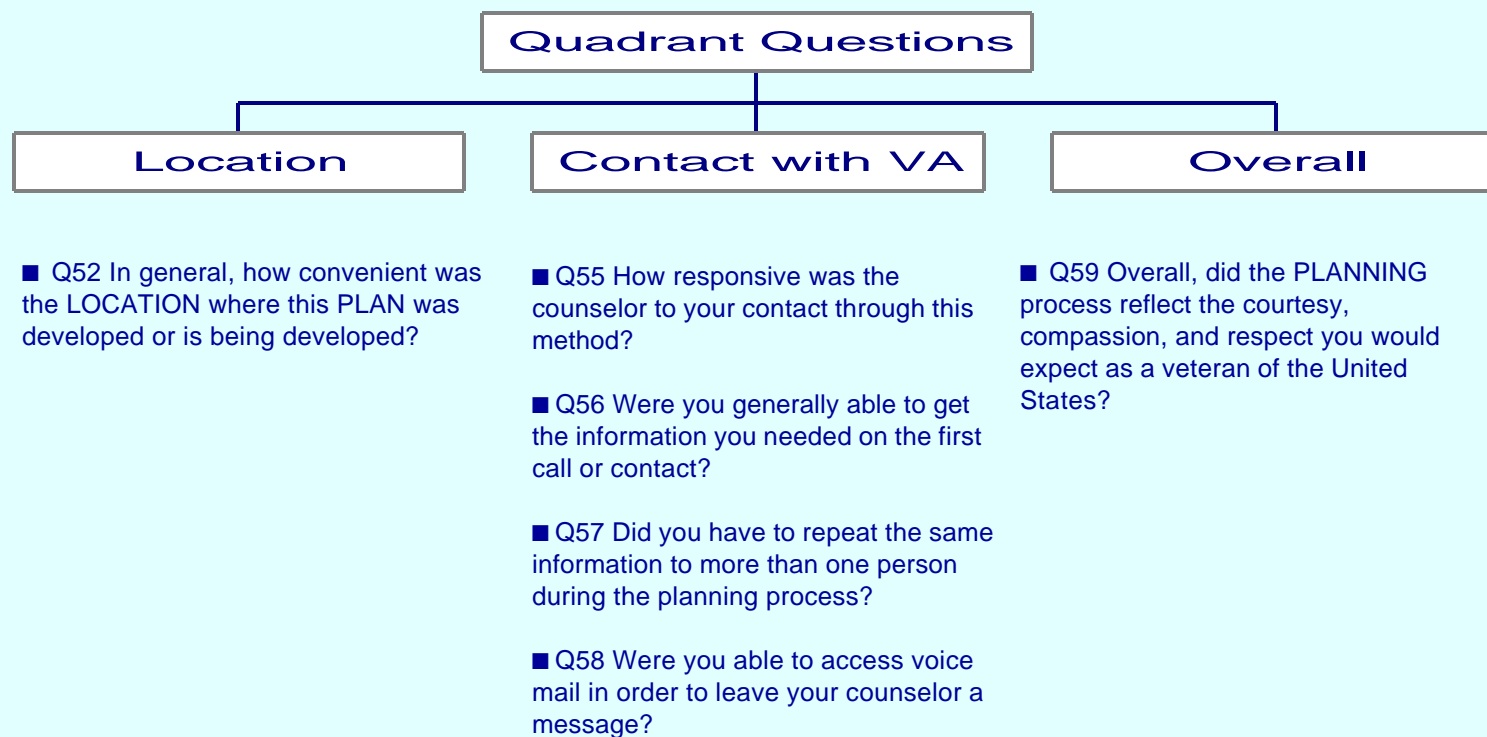 Quadrant Questions
Location
Contact with VA
Overall
■ Q52 In general, how convenient was
the LOCATION where this PLAN was
developed or is being developed?
■ Q55 How responsive was the
counselor to your contact through this
method?
■ Q56 Were you generally able to get
the information you needed on the first
call or contact?
■ Q57 Did you have to repeat the same
information to more than one person
during the planning process?
■ Q58 Were you able to access voice
mail in order to leave your counselor a
message?
■ Q59 Overall, did the PLANNING
process reflect the courtesy,
compassion, and respect you would
expect as a veteran of the United
States?